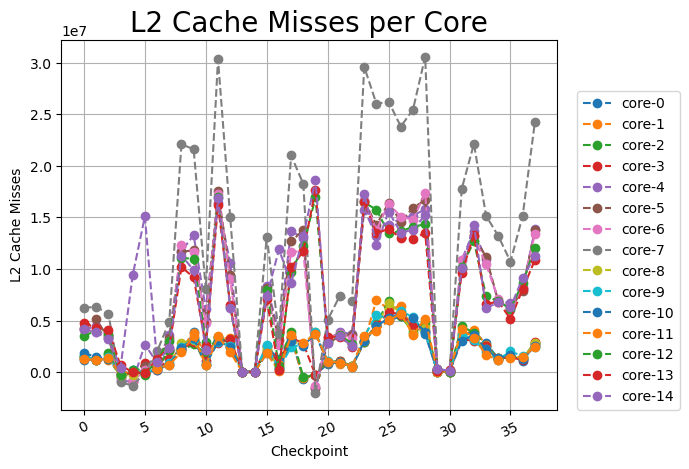 L2 Cache Misses per Core
1e7
3.0
2.5
2.0
1.5
1.0
0.5
0.0
L2 Cache Misses
0
5
10
15
20
25
30
35
Checkpoint
core-0
core-1
core-2
core-3
core-4
core-5
core-6
core-7
core-8
core-9
core-10
core-11
core-12
core-13
core-14